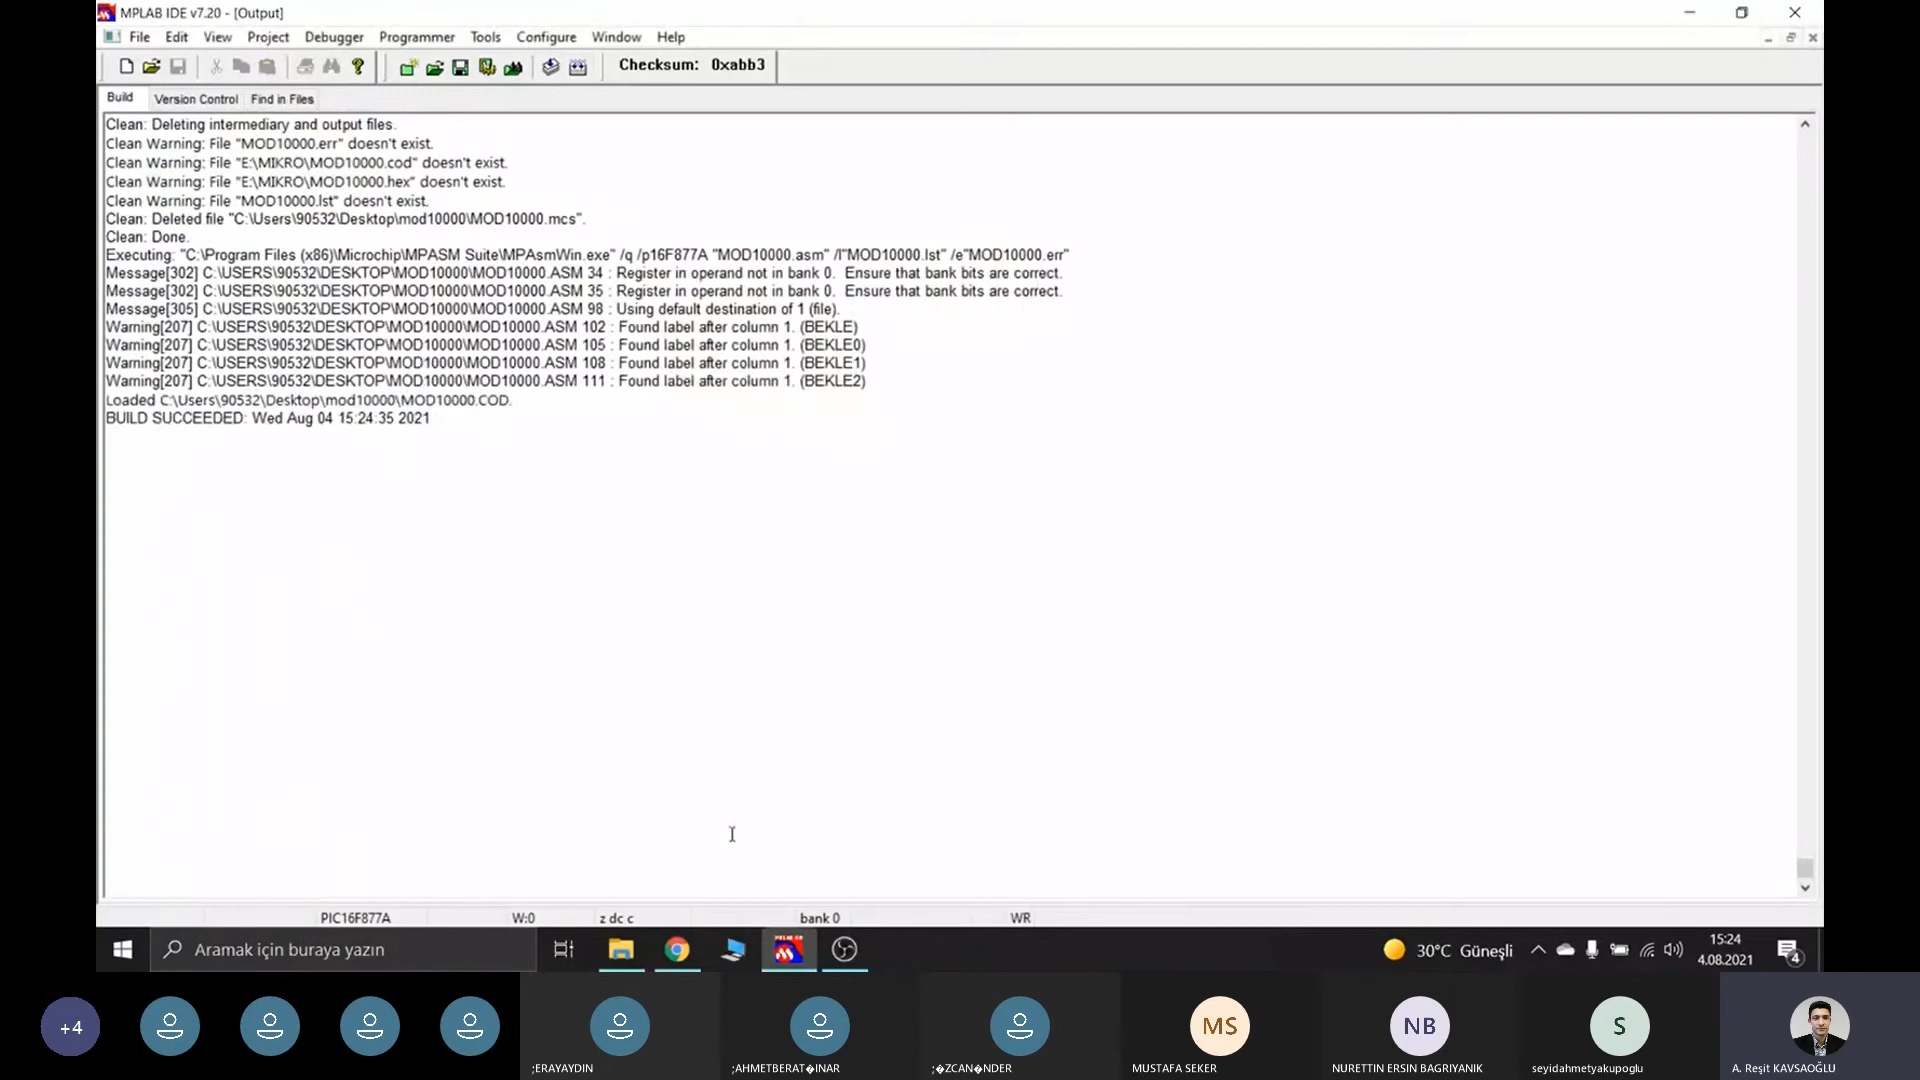 MPLAB IDE v7.20 - [Output]
File Edit View Project Debugger Programmer Tools Configure Window Help
Checksum: 0xabb3
Build Version Control Find in Files
Clean: Deleting intermediary and output files.
Clean Warning: File "MOD10000.err" doesn't exist.
Clean Warning: File "E:\MIKRO\MOD10000.cod" doesn't exist.
Clean Warning: File "E:\MIKRO\MOD10000.hex" doesn't exist.
Clean Warning: File "MOD10000.lst" doesn't exist.
Clean: Deleted file "C:\Users\90532\Desktop\mod10000\MOD10000.mcs".
Clean: Done.
Executing: "C:\Program Files (x86)\Microchip\MPASM Suite\MPAsmWin.exe" /q /p16F877A "MOD10000.asm" /l"MOD10000.lst" /e"MOD10000.err"
Message[302] C:\USERS\90532\DESKTOP\MOD10000\MOD10000.ASM 34 : Register in operand not in bank 0.  Ensure that bank bits are correct.
Message[302] C:\USERS\90532\DESKTOP\MOD10000\MOD10000.ASM 35 : Register in operand not in bank 0.  Ensure that bank bits are correct.
Message[305] C:\USERS\90532\DESKTOP\MOD10000\MOD10000.ASM 98 : Using default destination of 1 (file).
Warning[207] C:\USERS\90532\DESKTOP\MOD10000\MOD10000.ASM 102 : Found label after column 1. (BEKLE)
Warning[207] C:\USERS\90532\DESKTOP\MOD10000\MOD10000.ASM 105 : Found label after column 1. (BEKLE0)
Warning[207] C:\USERS\90532\DESKTOP\MOD10000\MOD10000.ASM 108 : Found label after column 1. (BEKLE1)
Warning[207] C:\USERS\90532\DESKTOP\MOD10000\MOD10000.ASM 111 : Found label after column 1. (BEKLE2)
Loaded C:\Users\90532\Desktop\mod10000\MOD10000.COD.
BUILD SUCCEEDED: Wed Aug 04 15:24:35 2021
PIC16F877A W:0 z dc c bank 0 WR
Aramak için buraya yazın
30°C Güneşli
15:24
4.08.2021
4
+4
MS NB S
;ERAYAYDIN ;AHMETBERAT�INAR ;�ZCAN�NDER MUSTAFA SEKER NURETTIN ERSIN BAGRIYANIK seyidahmetyakupoglu A. Reşit KAVSAOĞLU